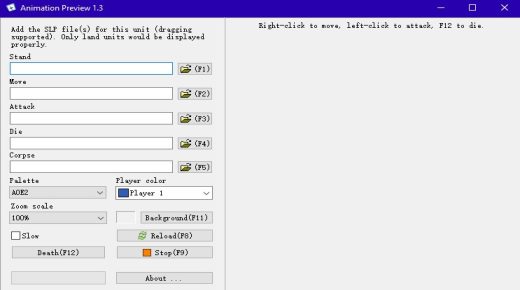 Animation Preview 1.3
Add the SLP file(s) for this unit (dragging
supported). Only land units would be displayed
properly.
Right-click to move, left-click to attack, F12 to die.
Stand
(F1)
Move
(F2)
Attack
(F3)
Die
(F4)
Corpse
(F5)
Palette
Player color
AOE2
Player 1
Zoom scale
100%
Background(F11)
Slow
Reload(F8)
Death(F12)
Stop(F9)
About ...